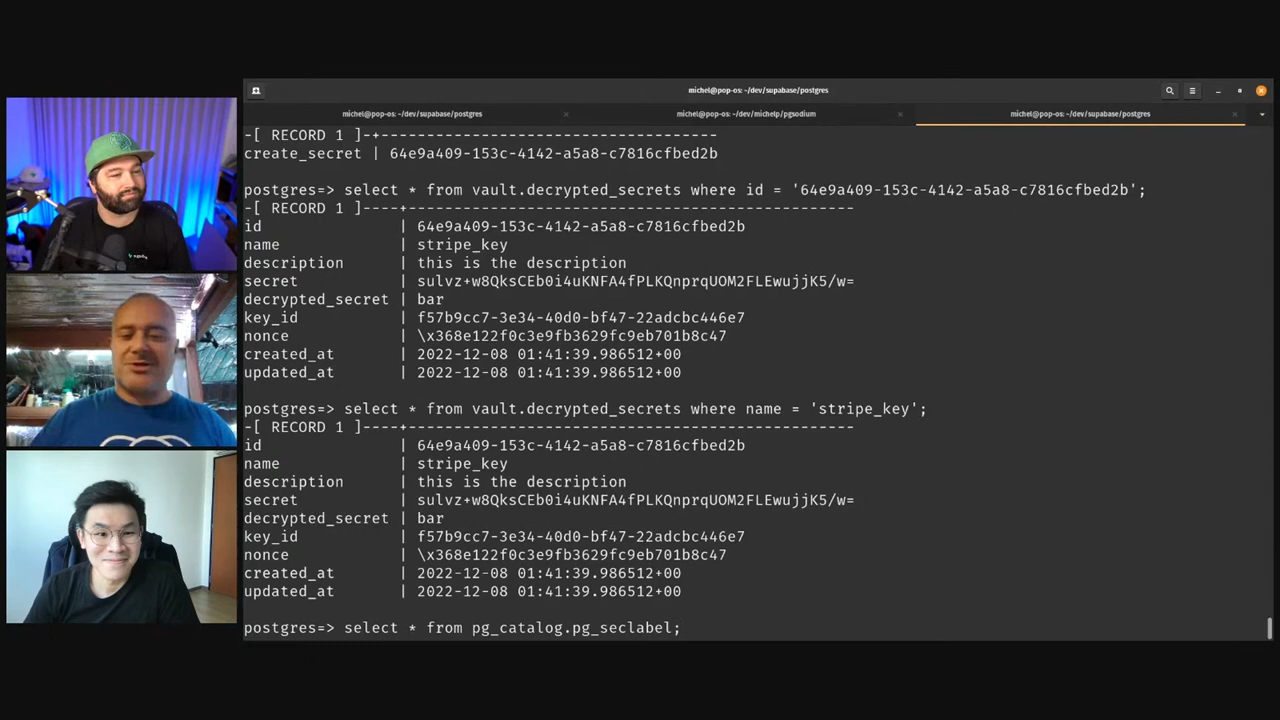 michel@pop-os: ~/dev/supabase/postgres
michel@pop-os: ~/dev/supabase/postgres
michel@pop-os: ~/dev/michelp/pgsodium
michel@pop-os: ~/dev/supabase/postgres
-[ RECORD 1 ]-+-------------------------------------
create_secret | 64e9a409-153c-4142-a5a8-c7816cfbed2b
postgres=> select * from vault.decrypted_secrets where id = '64e9a409-153c-4142-a5a8-c7816cfbed2b';
-[ RECORD 1 ]----+-------------------------------------------------
id | 64e9a409-153c-4142-a5a8-c7816cfbed2b
name | stripe_key
description | this is the description
secret | sulvz+w8QksCEb0i4uKNFA4fPLKQnprqUOM2FLEwujjK5/w=
decrypted_secret | bar
key_id | f57b9cc7-3e34-40d0-bf47-22adcbc446e7
nonce | \x368e122f0c3e9fb3629fc9eb701b8c47
created_at | 2022-12-08 01:41:39.986512+00
updated_at | 2022-12-08 01:41:39.986512+00
postgres=> select * from vault.decrypted_secrets where name = 'stripe_key';
-[ RECORD 1 ]----+-------------------------------------------------
id | 64e9a409-153c-4142-a5a8-c7816cfbed2b
name | stripe_key
description | this is the description
secret | sulvz+w8QksCEb0i4uKNFA4fPLKQnprqUOM2FLEwujjK5/w=
decrypted_secret | bar
key_id | f57b9cc7-3e34-40d0-bf47-22adcbc446e7
nonce | \x368e122f0c3e9fb3629fc9eb701b8c47
created_at | 2022-12-08 01:41:39.986512+00
updated_at | 2022-12-08 01:41:39.986512+00
postgres=> select * from pg_catalog.pg_seclabel;